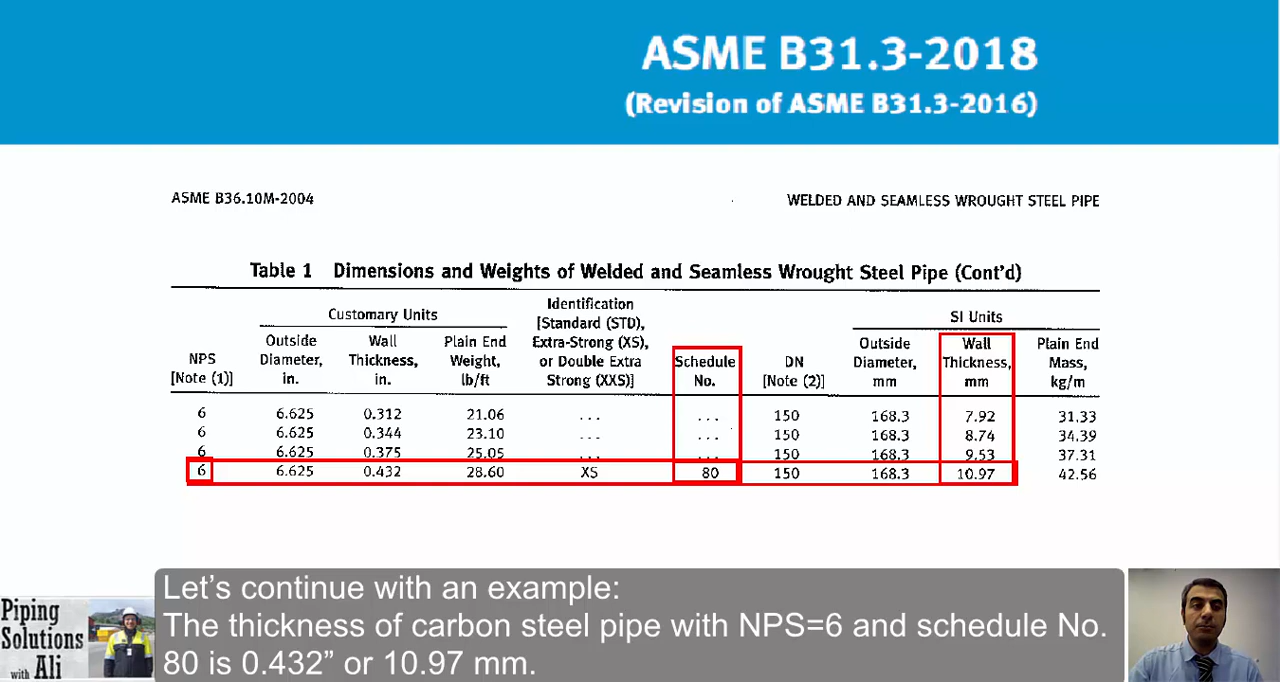 ASME B31.3-2018
(Revision of ASME B31.3-2016)
ASME B36.10M-2004
WELDED AND SEAMLESS WROUGHT STEEL PIPE
Table 1 Dimensions and Weights of Welded and Seamless Wrought Steel Pipe (Cont'd)
Customary Units
Identification
[Standard (STD),
Extra-Strong (XS),
or Double Extra
Strong (XXS)]
SI Units
NPS
[Note (1)]
Outside
Diameter,
in.
Wall
Thickness,
in.
Plain End
Weight,
lb/ft
Schedule
No.
DN
[Note (2)]
Outside
Diameter,
mm
Wall
Thickness,
mm
Plain End
Mass,
kg/m
6 6.625 0.312 21.06 ... ... 150 168.3 7.92 31.33
6 6.625 0.344 23.10 ... ... 150 168.3 8.74 34.39
6 6.625 0.375 25.05 ... ... 150 168.3 9.53 37.31
6 6.625 0.432 28.60 XS 80 150 168.3 10.97 42.56
Let's continue with an example:
The thickness of carbon steel pipe with NPS=6 and schedule No.
80 is 0.432” or 10.97 mm.
Piping
Solutions
with Ali